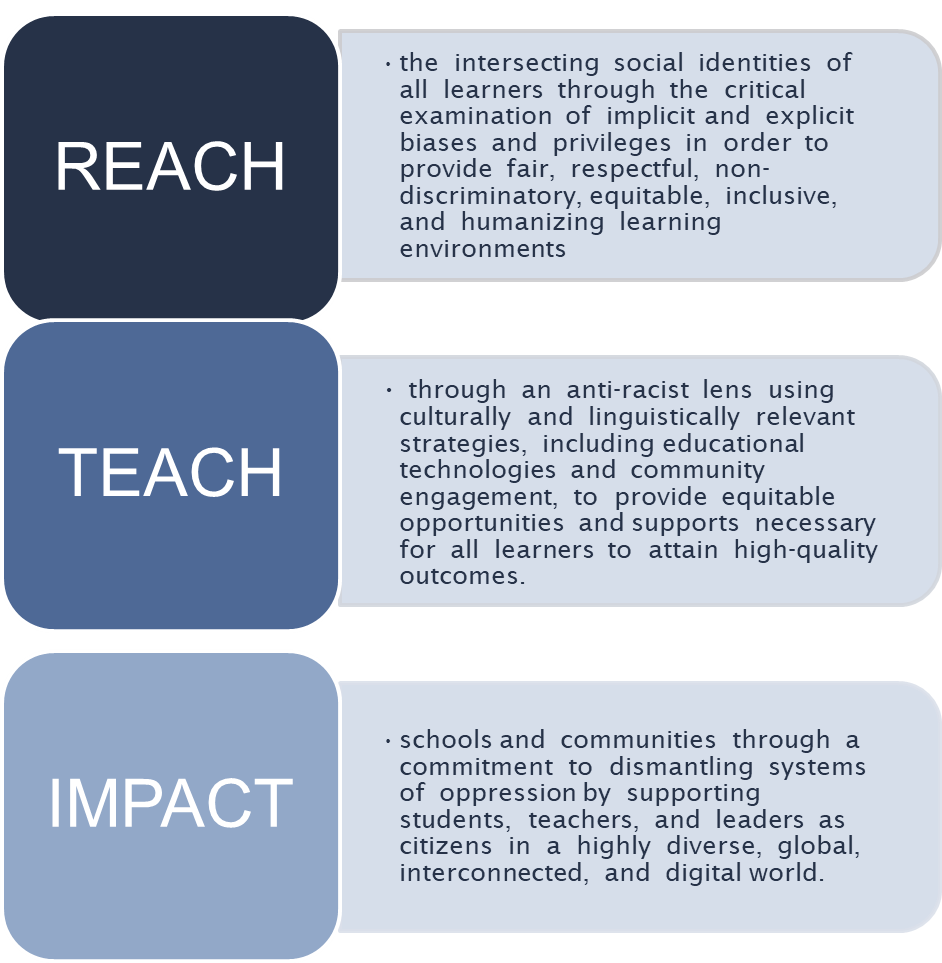 REACH
• the intersecting social identities of
all learners through the critical
examination of implicit and explicit
biases and privileges in order to
provide fair, respectful, non-
discriminatory, equitable, inclusive,
and humanizing learning
environments
TEACH
• through an anti-racist lens using
culturally and linguistically relevant
strategies, including educational
technologies and community
engagement, to provide equitable
opportunities and supports necessary
for all learners to attain high-quality
outcomes.
IMPACT
• schools and communities through a
commitment to dismantling systems
of oppression by supporting
students, teachers, and leaders as
citizens in a highly diverse, global,
interconnected, and digital world.